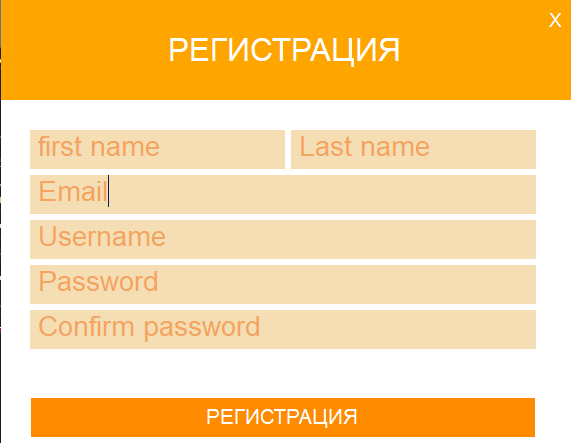 X
РЕГИСТРАЦИЯ
first name Last name
Email
Username
Password
Confirm password
РЕГИСТРАЦИЯ